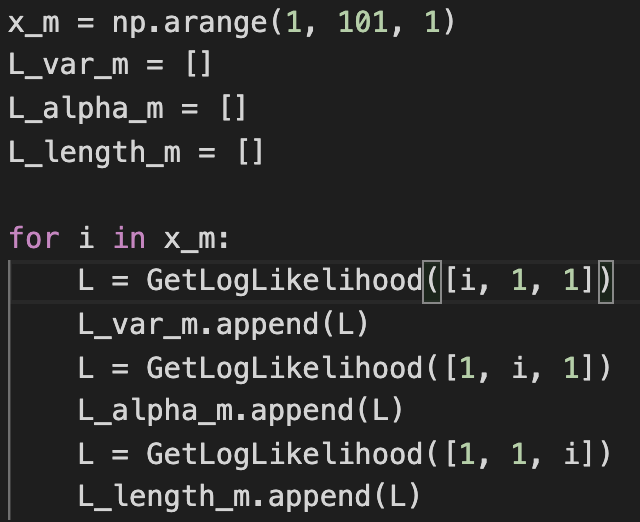 x_m = np.arange(1, 101, 1)
L_var_m = []
L_alpha_m = []
L_length_m = []

for i in x_m:
    L = GetLogLikelihood([i, 1, 1])
    L_var_m.append(L)
    L = GetLogLikelihood([1, i, 1])
    L_alpha_m.append(L)
    L = GetLogLikelihood([1, 1, i])
    L_length_m.append(L)